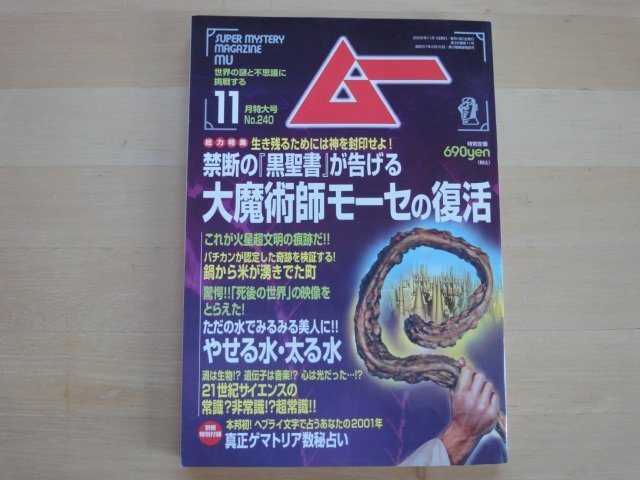 SUPER MYSTERY
MAGAZINE
MU
世界の謎と不思議に
挑戦する
ムー
11月特大号
No.240
特別定価
690yen
(税込)
総力特集 生き残るためには神を封印せよ!
禁断の『黒聖書』が告げる
大魔術師モーセの復活
これが火星超文明の痕跡だ!!
バチカンが認定した奇跡を検証する!
鍋から米が湧きでた町
驚愕!!「死後の世界」の映像を
とらえた!
ただの水でみるみる美人に!!
やせる水・太る水
渦は生物!? 遺伝子は音楽!? 心は光だった…!?
21世紀サイエンスの
常識?非常識!?超常識!!
別冊
特別付録
本邦初! ヘブライ文字で占うあなたの2001年
真正ゲマトリア数秘占い